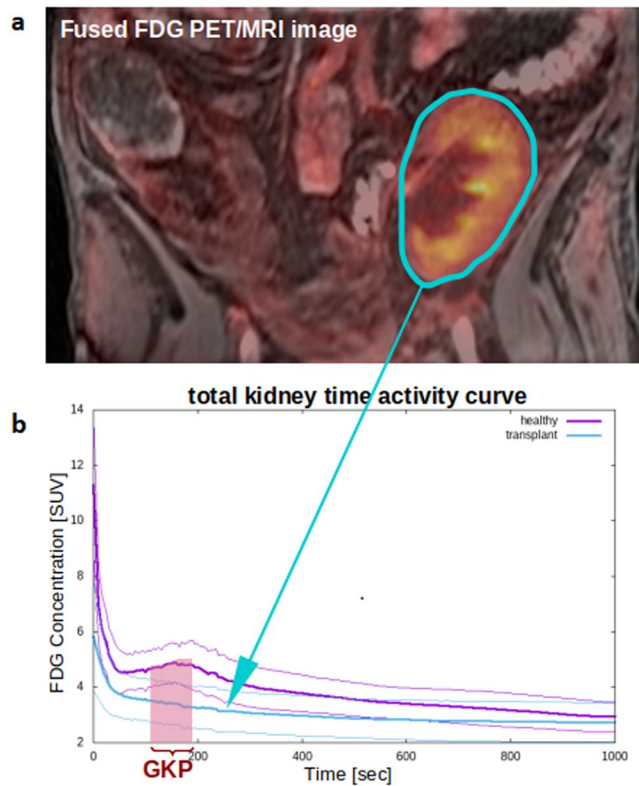 a
Fused FDG PET/MRI image
total kidney time activity curve
b
healthy
transplant
FDG Concentration [SUV]
14
12
10
8
6
4
2
0
200
400
600
800
1000
GKP
Time [sec]